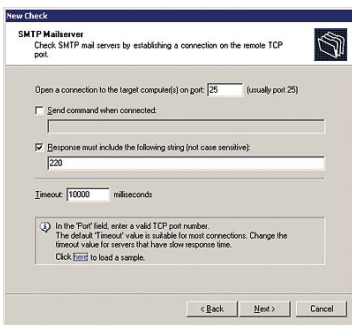 New Check
SMTP Mailserver
Check SMTP mail servers by establishing a connection on the remote TCP
port.
Open a connection to the target computer(s) on port: 25 (usually port 25)
Send command when connected:
Response must include the following string (not case sensitive):
220
Timeout: 10000 milliseconds
In the 'Port' field, enter a valid TCP port number.
The default 'Timeout' value is suitable for most connections. Change the
timeout value for servers that have slow response time.
Click here to load a sample.
< Back Next > Cancel